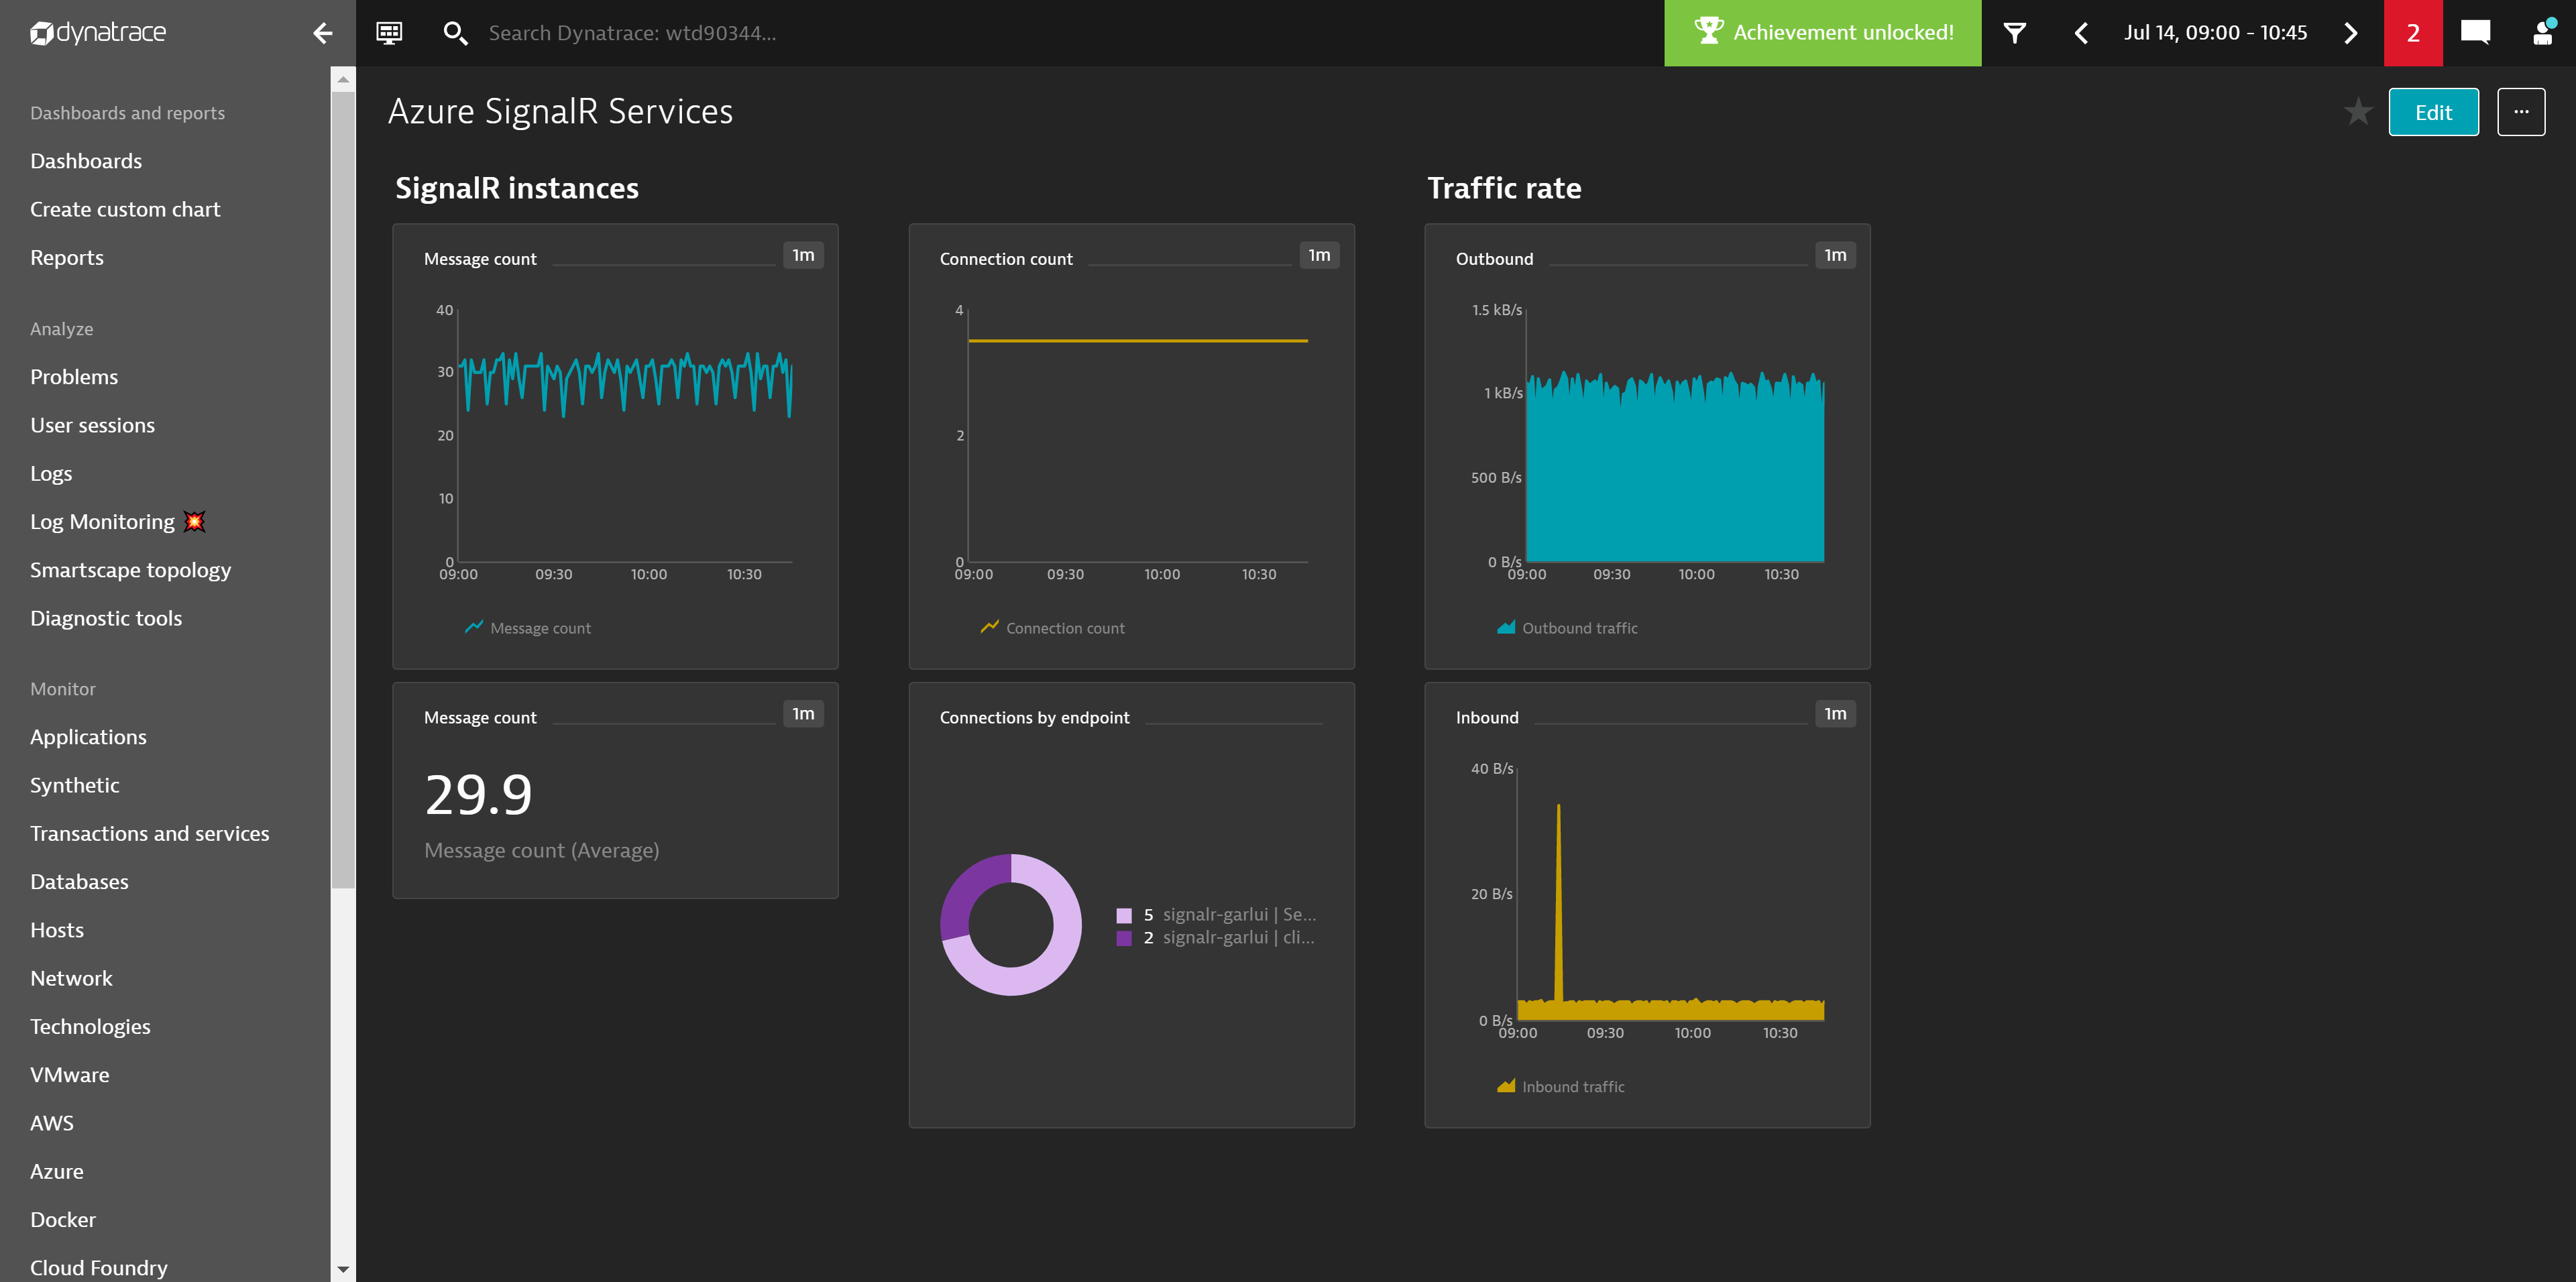 dynatrace
Search Dynatrace: wtd90344...
Achievement unlocked!
Jul 14, 09:00 - 10:45
2
Dashboards and reports
Dashboards
Create custom chart
Reports
Analyze
Problems
User sessions
Logs
Log Monitoring 💥
Smartscape topology
Diagnostic tools
Monitor
Applications
Synthetic
Transactions and services
Databases
Hosts
Network
Technologies
VMware
AWS
Azure
Docker
Cloud Foundry
Azure SignalR Services
Edit
...
SignalR instances
Traffic rate
Message count
1m
40
30
20
10
0
09:00 09:30 10:00 10:30
Message count
Connection count
1m
4
2
0
09:00 09:30 10:00 10:30
Connection count
Outbound
1m
1.5 kB/s
1 kB/s
500 B/s
0 B/s
09:00 09:30 10:00 10:30
Outbound traffic
Message count
1m
29.9
Message count (Average)
Connections by endpoint
5 signalr-garlui | Se...
2 signalr-garlui | cli...
Inbound
1m
40 B/s
20 B/s
0 B/s
09:00 09:30 10:00 10:30
Inbound traffic